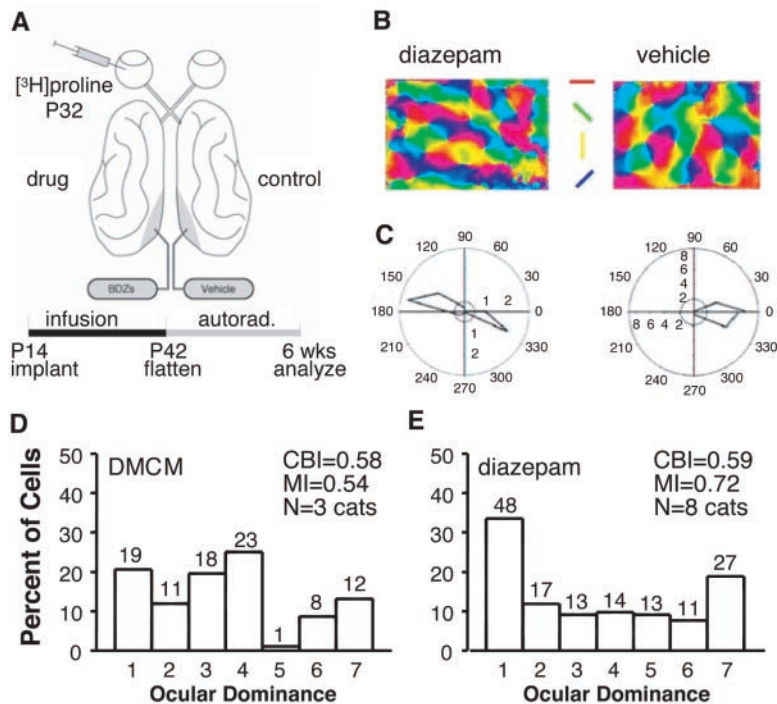 A
[³H]proline
P32
drug
control
BDZs
Vehicle
infusion
autorad.
P14
implant
P42
flatten
6 wks
analyze
B
diazepam
vehicle
C
90
120
60
150
30
180
1 2
0
1
2
210
330
240
300
270
90
120
60
8
6
4
2
150
30
180
8 6 4 2
0
210
330
240
300
270
D
DMCM
CBI=0.58
MI=0.54
N=3 cats
Percent of Cells
50
40
30
20
10
0
19
11
18
23
1
8
12
1 2 3 4 5 6 7
Ocular Dominance
E
diazepam
CBI=0.59
MI=0.72
N=8 cats
50
40
30
20
10
0
48
17
13
14
13
11
27
1 2 3 4 5 6 7
Ocular Dominance